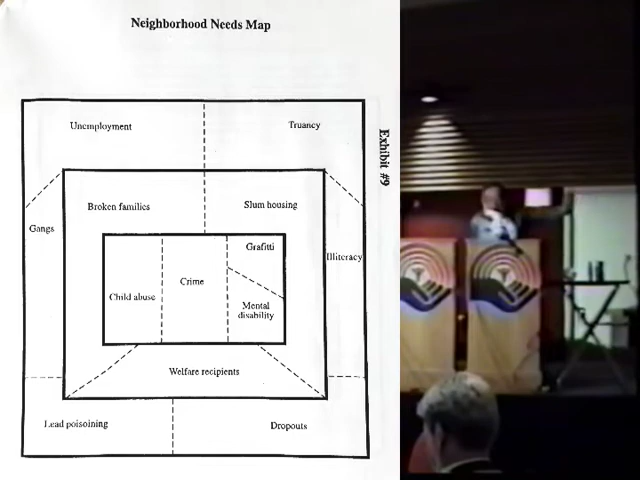 Neighborhood Needs Map
Unemployment
Truancy
Exhibit #9
Broken families
Slum housing
Gangs
Grafitti
Illiteracy
Crime
Child abuse
Mental
disability
Welfare recipients
Lead poisoining
Dropouts